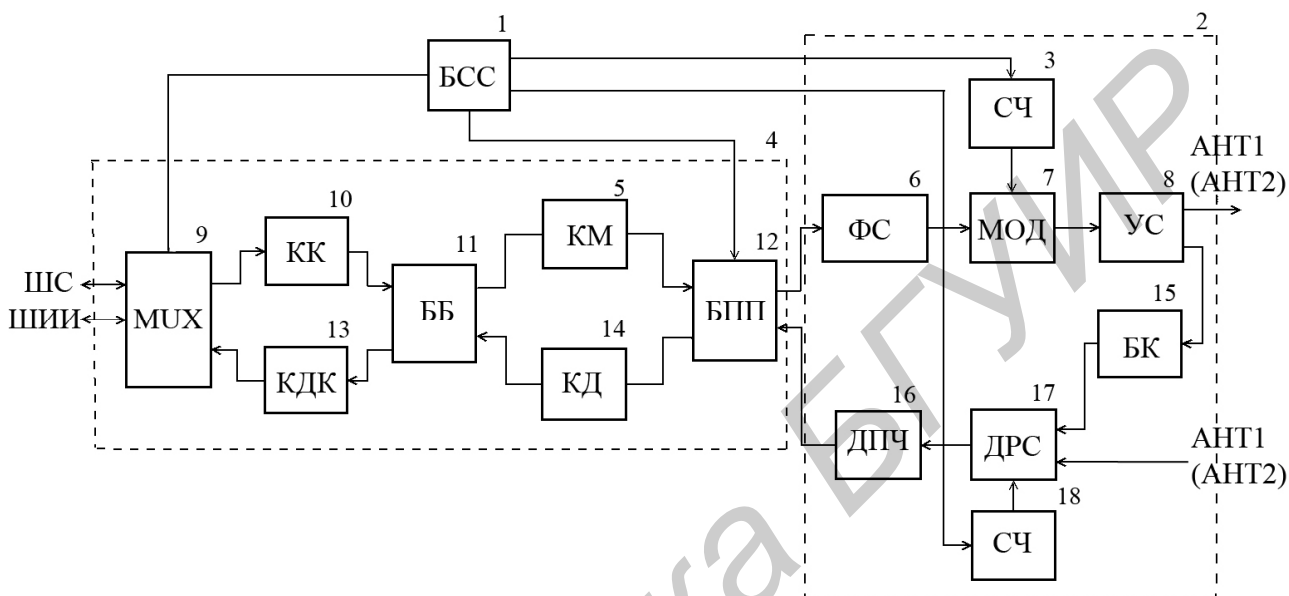 1
БСС
2
3
СЧ
4
5
КМ
6
ФС
7
МОД
8
УС
АНТ1
(АНТ2)
9
MUX
ШС
ШИИ
10
КК
11
ББ
12
БПП
13
КДК
14
КД
15
БК
16
ДПЧ
17
ДРС
АНТ1
(АНТ2)
18
СЧ
ка БГУИР